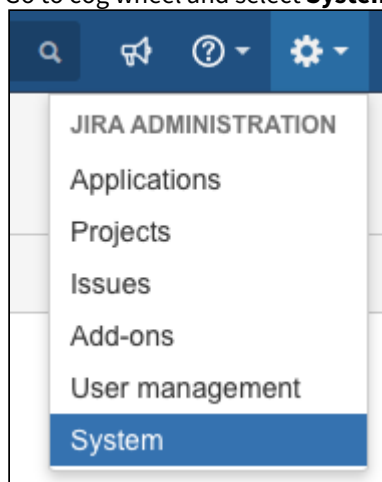 Go to cog wheel and select System
JIRA ADMINISTRATION
Applications
Projects
Issues
Add-ons
User management
System